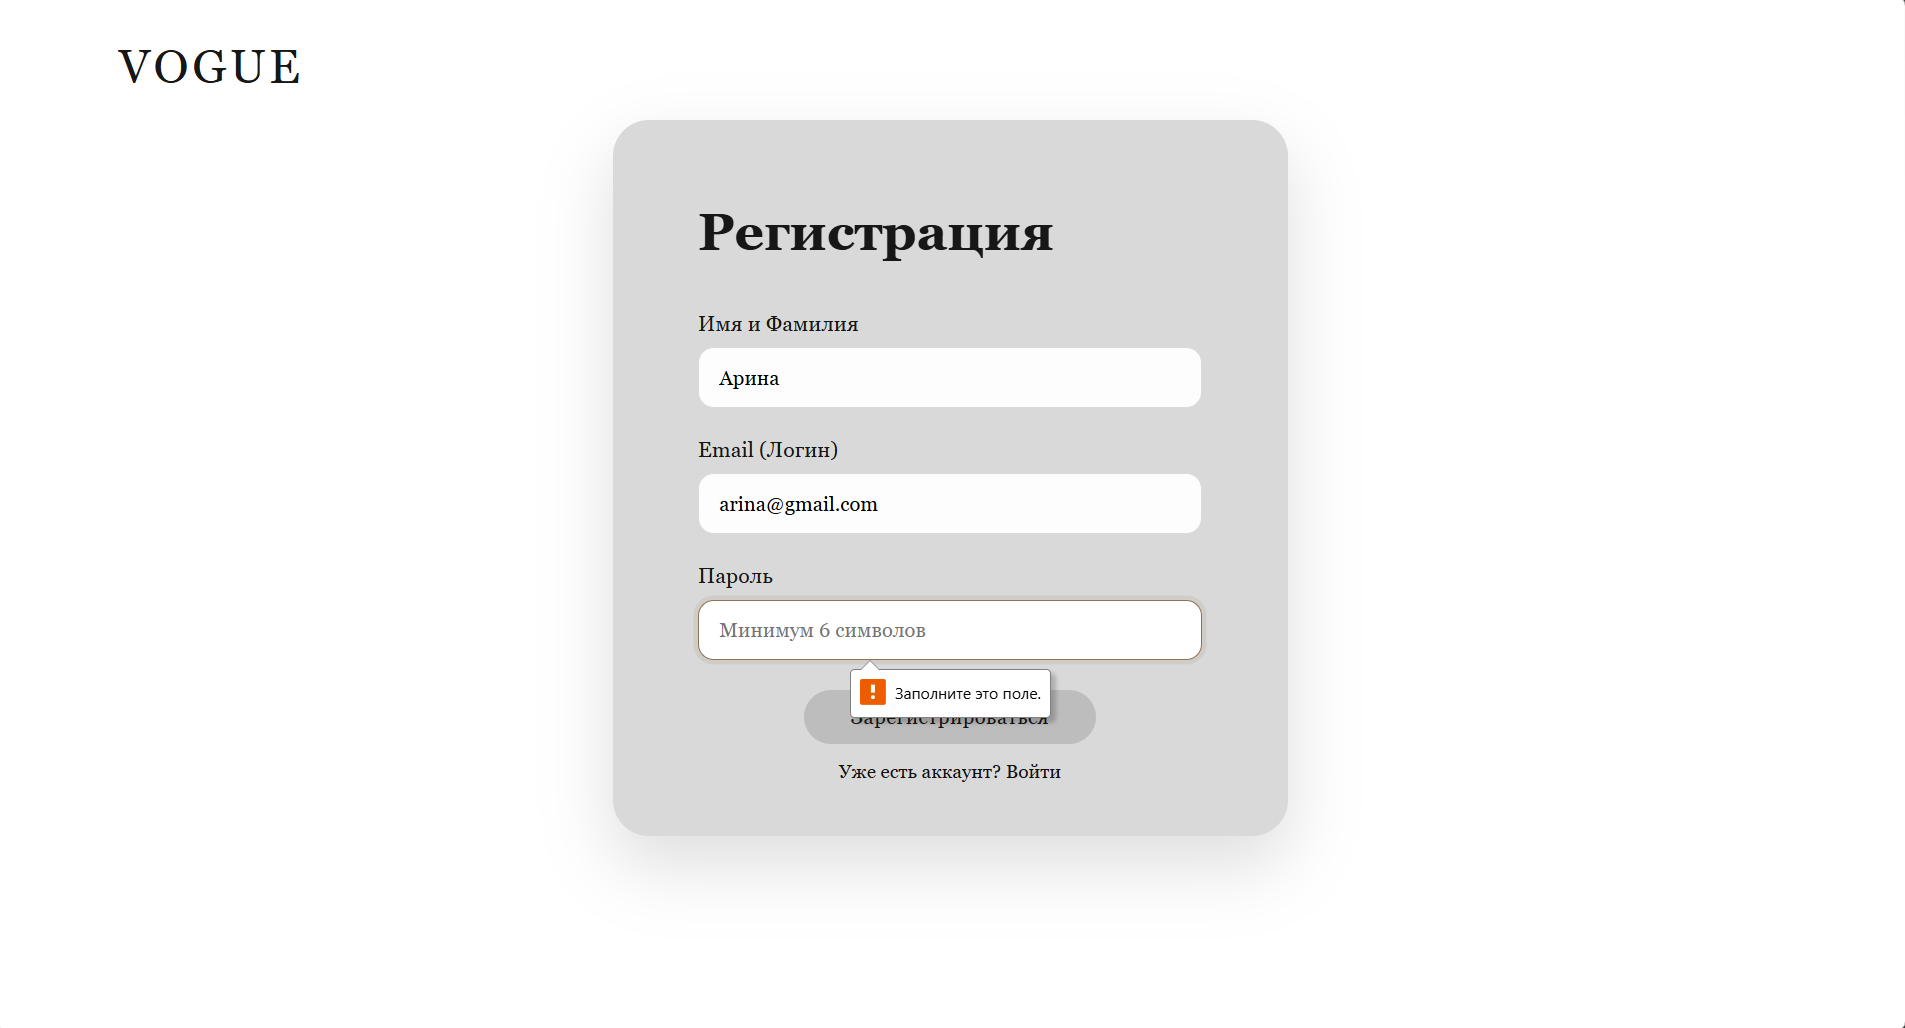 VOGUE
Регистрация
Имя и Фамилия
Арина
Email (Логин)
arina@gmail.com
Пароль
Минимум 6 символов
Заполните это поле.
Зарегистрироваться
Уже есть аккаунт? Войти